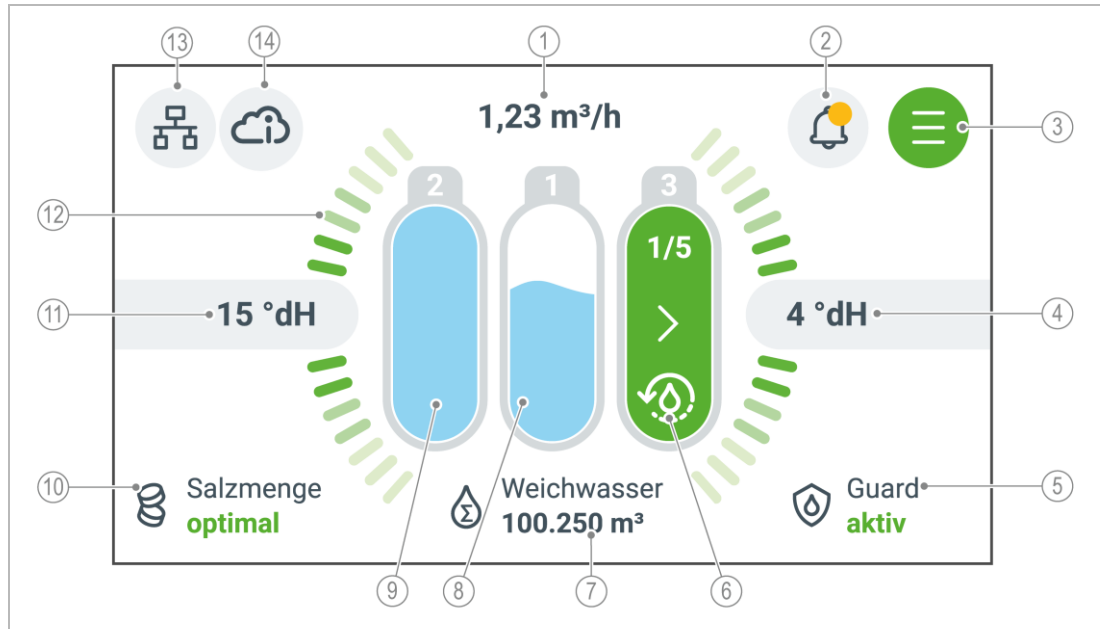 13
14
1
2
1,23 m³/h
3
2
1
3
12
1/5
11
15 °dH
4 °dH
4
10
Salzmenge
optimal
Weichwasser
100.250 m³
Guard
aktiv
5
Σ
9
8
7
6